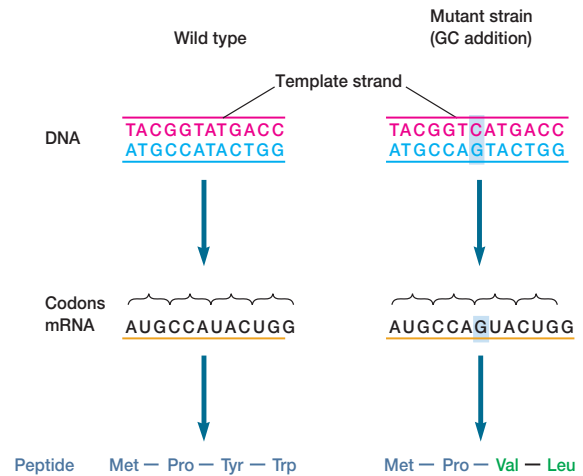 Wild type
Mutant strain
(GC addition)
Template strand
DNA
TACGGTATGACC
ATGCCATACTGG
TACGGTCATGACC
ATGCCAGTACTGG
Codons
mRNA
AUGCCAUACUGG
AUGCCAGUACUGG
Peptide
Met — Pro — Tyr — Trp
Met — Pro — Val — Leu